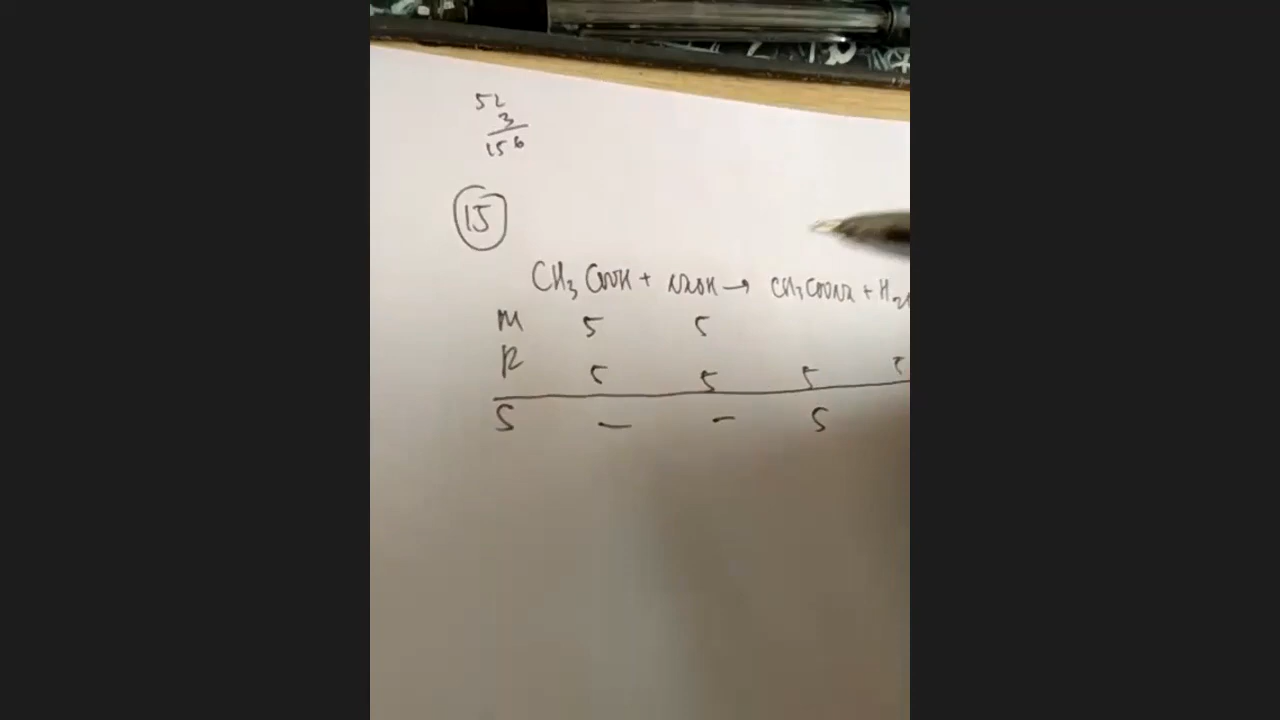 52
3
156
15
CH3COOH + NaOH → CH3COONa + H2
M 5 5
R 5 5 5 5
S - - 5